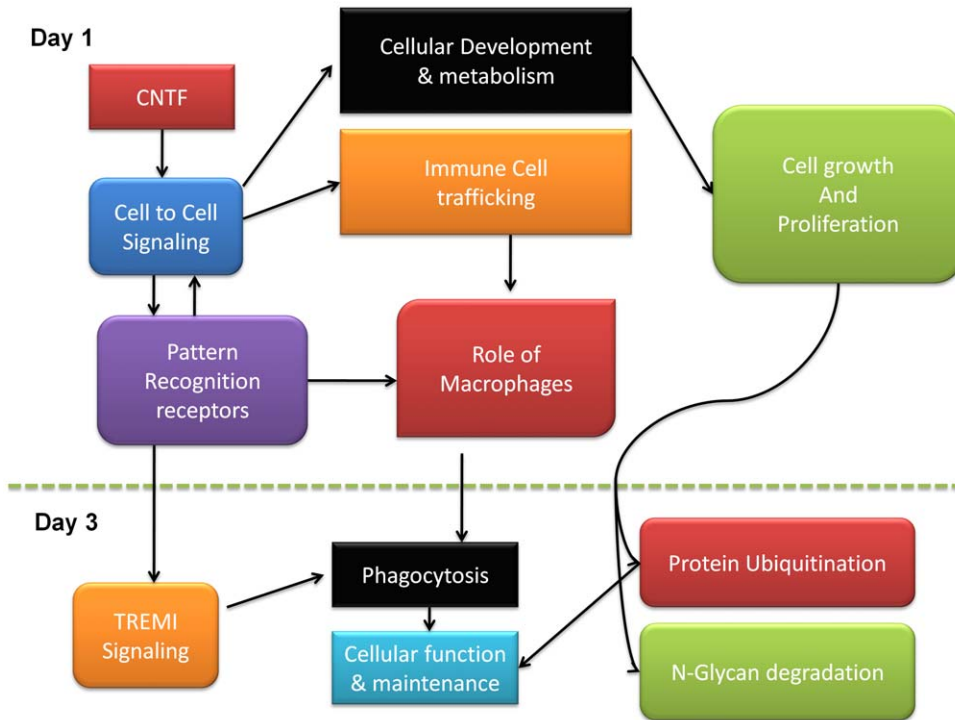 Day 1
CNTF
Cellular Development
& metabolism
Immune Cell
trafficking
Cell growth
And
Proliferation
Cell to Cell
Signaling
Pattern
Recognition
receptors
Role of
Macrophages
Day 3
Phagocytosis
Protein Ubiquitination
TREMI
Signaling
Cellular function
& maintenance
N-Glycan degradation